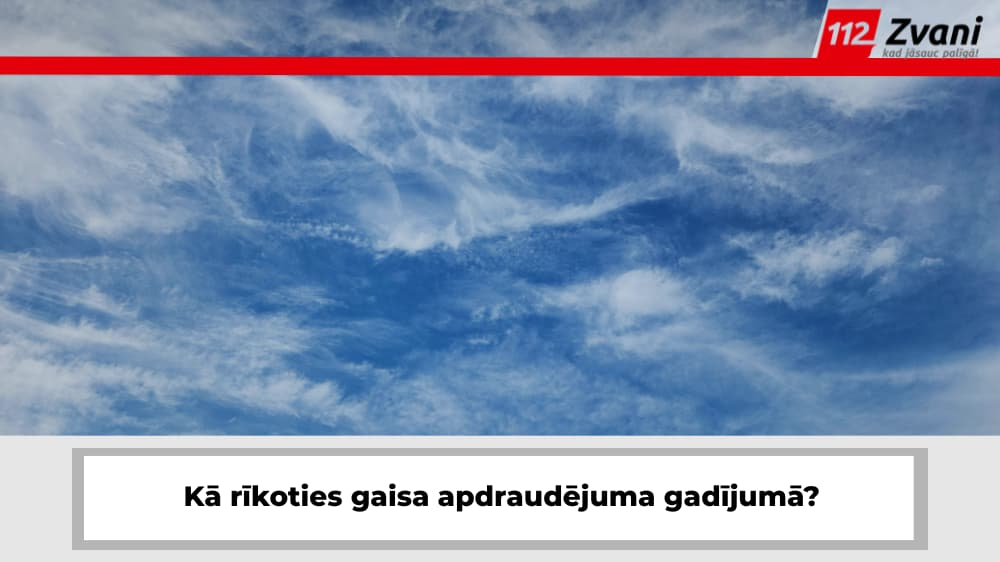 112 Zvani
kad jāsauc palīgā!
Kā rīkoties gaisa apdraudējuma gadījumā?